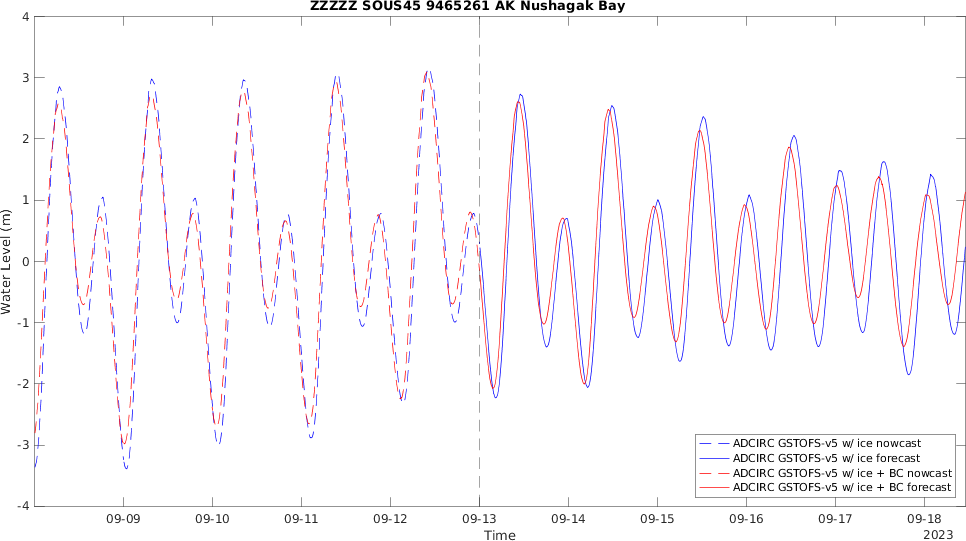 ZZZZZ SOUS45 9465261 AK Nushagak Bay
4
3
2
1
0
-1
-2
-3
-4
Water Level (m)
ADCIRC GSTOFS-v5 w/ ice nowcast
ADCIRC GSTOFS-v5 w/ ice forecast
ADCIRC GSTOFS-v5 w/ ice + BC nowcast
ADCIRC GSTOFS-v5 w/ ice + BC forecast
09-09 09-10 09-11 09-12 09-13 09-14 09-15 09-16 09-17 09-18
Time
2023